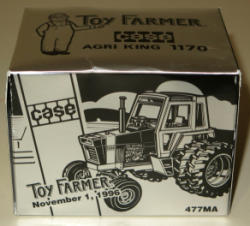 TOY FARMER
CASE
AGRI KING 1170
CASE
TOY FARMER
November 1, 1996
477MA